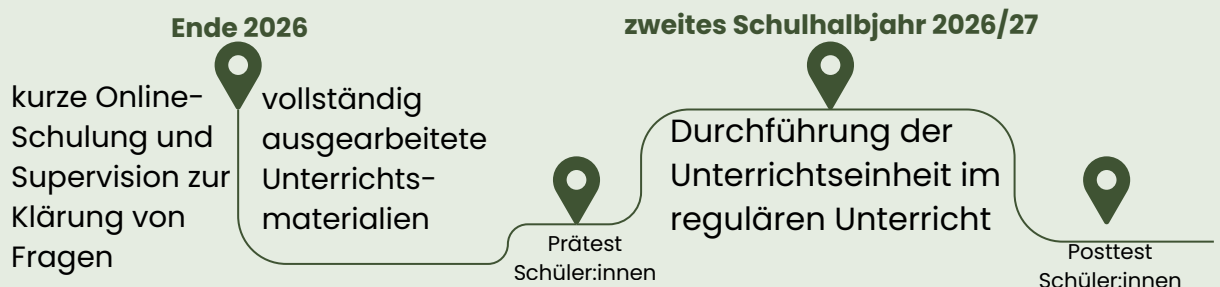 Ende 2026
kurze Online-
Schulung und
Supervision zur
Klärung von
Fragen
vollständig
ausgearbeitete
Unterrichts-
materialien
Prätest
Schüler:innen
zweites Schulhalbjahr 2026/27
Durchführung der
Unterrichtseinheit im
regulären Unterricht
Posttest
Schüler:innen